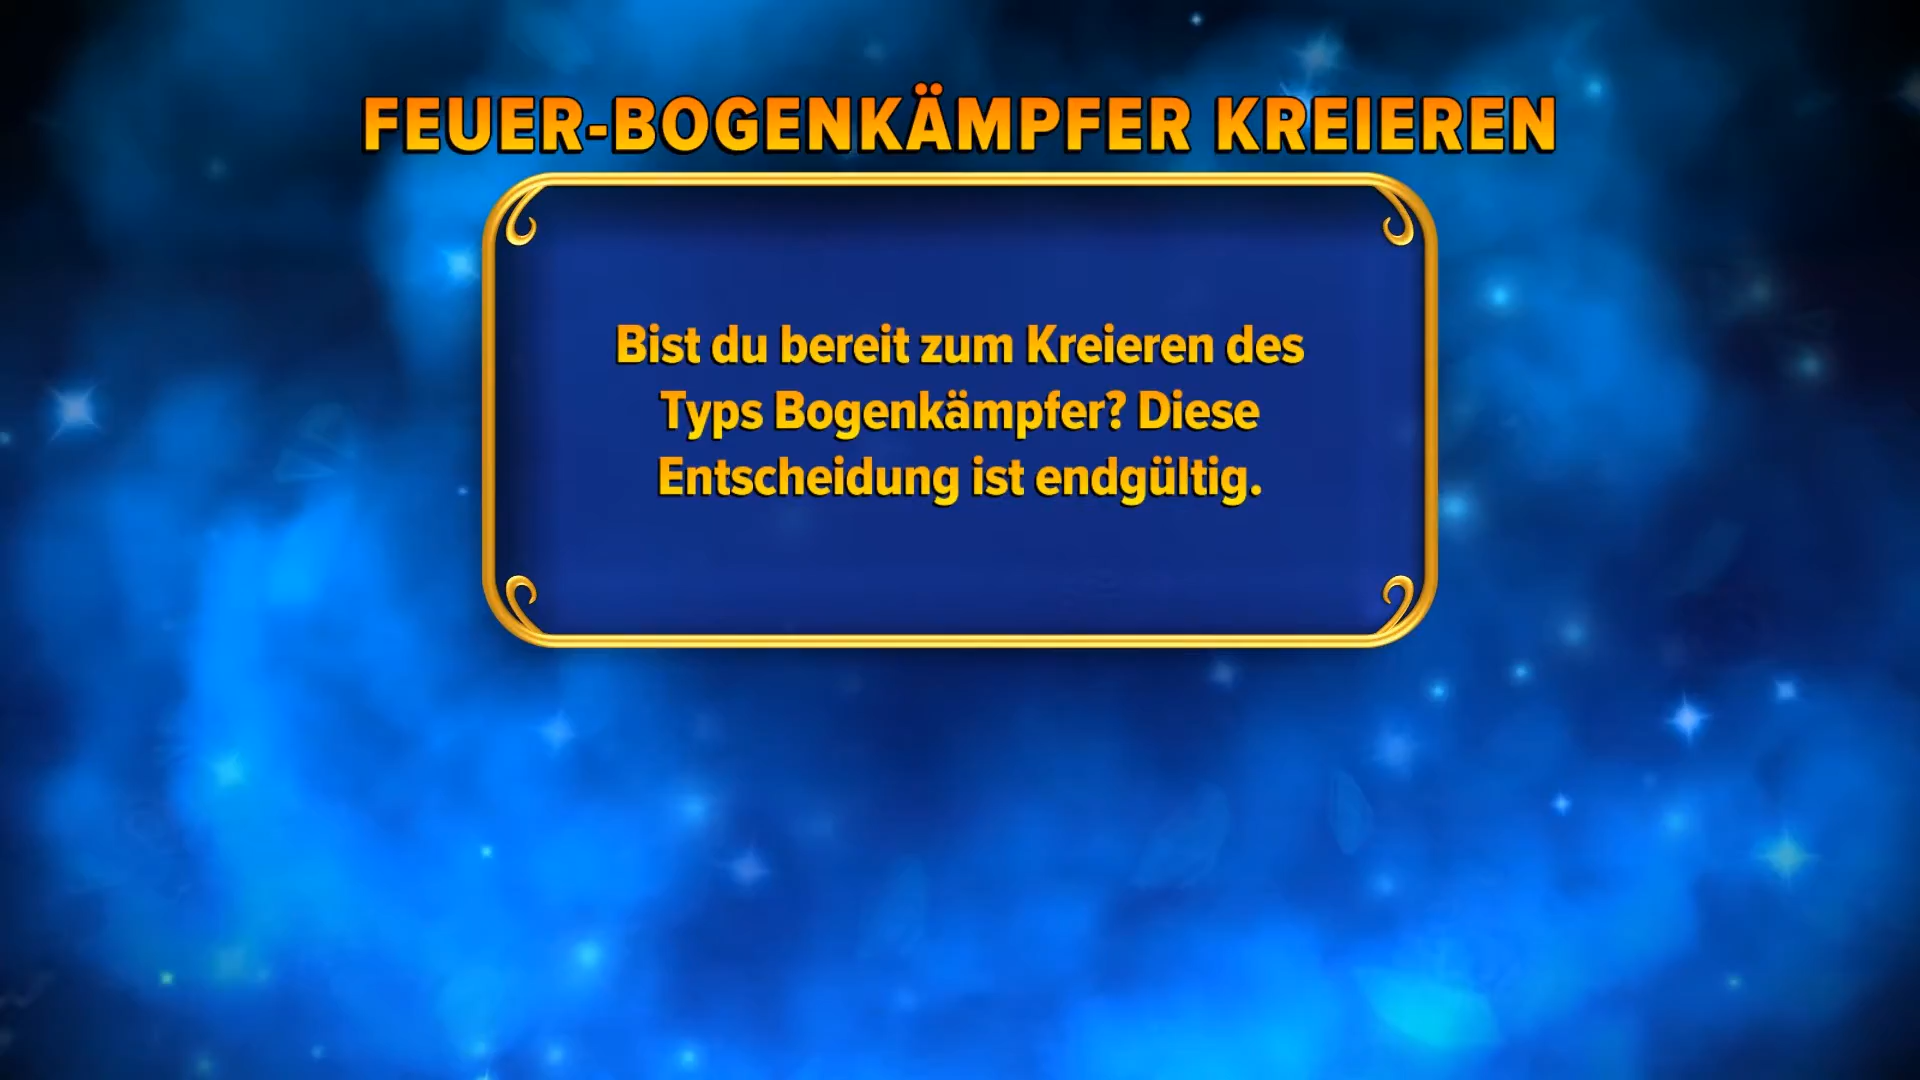 FEUER-BOGENKÄMPFER KREIEREN
Bist du bereit zum Kreieren des
Typs Bogenkämpfer? Diese
Entscheidung ist endgültig.